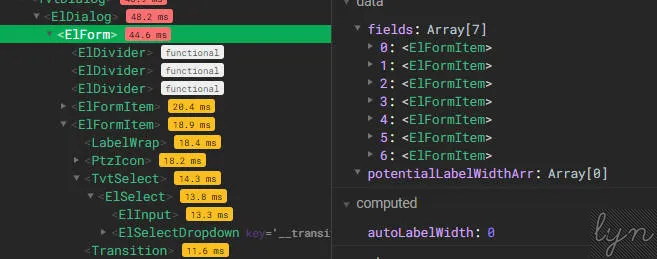 <ElDialog> 48.2 ms
<ElForm> 44.6 ms
<ElDivider> functional
<ElDivider> functional
<ElDivider> functional
<ElFormItem> 20.4 ms
<ElFormItem> 18.9 ms
<LabelWrap> 18.4 ms
<PtzIcon> 18.2 ms
<TvtSelect> 14.3 ms
<ElSelect> 13.8 ms
<ElInput> 13.3 ms
<ElSelectDropdown key='__transi
<Transition> 11.6 ms
data
fields: Array[7]
0: <ElFormItem>
1: <ElFormItem>
2: <ElFormItem>
3: <ElFormItem>
4: <ElFormItem>
5: <ElFormItem>
6: <ElFormItem>
potentialLabelWidthArr: Array[0]
computed
autoLabelWidth: 0
lyn